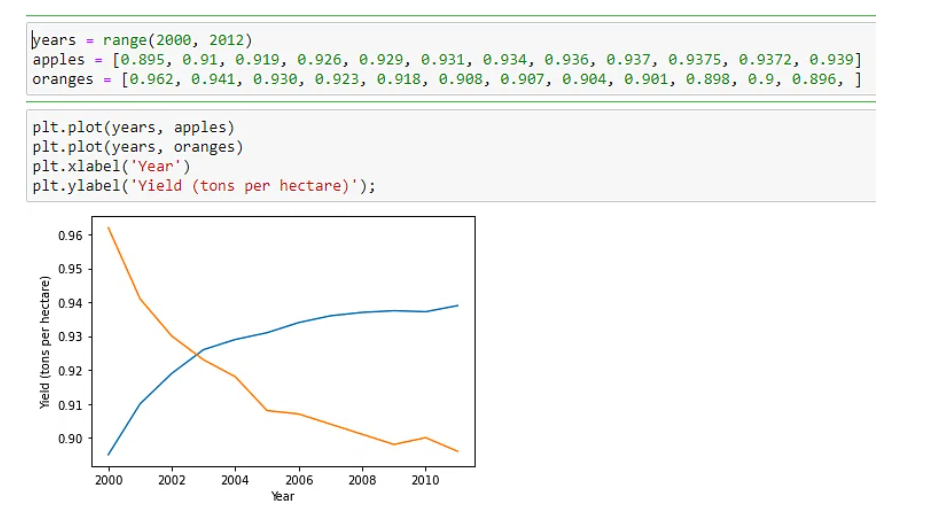 years = range(2000, 2012)
apples = [0.895, 0.91, 0.919, 0.926, 0.929, 0.931, 0.934, 0.936, 0.937, 0.9375, 0.9372, 0.939]
oranges = [0.962, 0.941, 0.930, 0.923, 0.918, 0.908, 0.907, 0.904, 0.901, 0.898, 0.9, 0.896, ]
plt.plot(years, apples)
plt.plot(years, oranges)
plt.xlabel('Year')
plt.ylabel('Yield (tons per hectare)');
Yield (tons per hectare)
0.96
0.95
0.94
0.93
0.92
0.91
0.90
2000 2002 2004 2006 2008 2010
Year